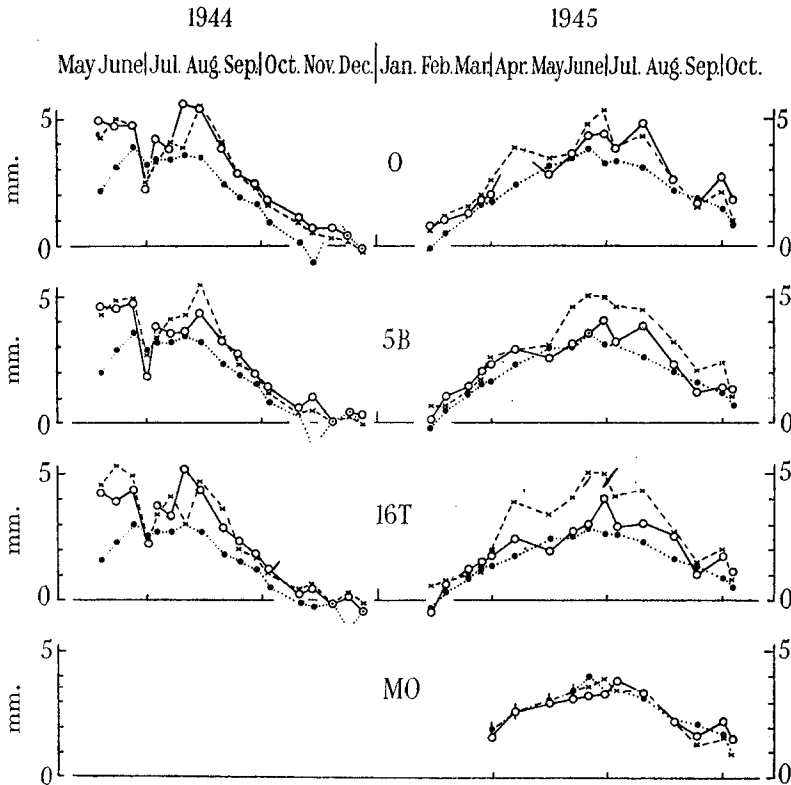 1944 1945
May June Jul. Aug. Sep. Oct. Nov. Dec. Jan. Feb. Mar. Apr. May June Jul. Aug. Sep. Oct.
5 5
mm. O
0 0
5 5
mm. 5B
0 0
5 5
mm. 16T
0 0
5 5
mm. MO
0 0